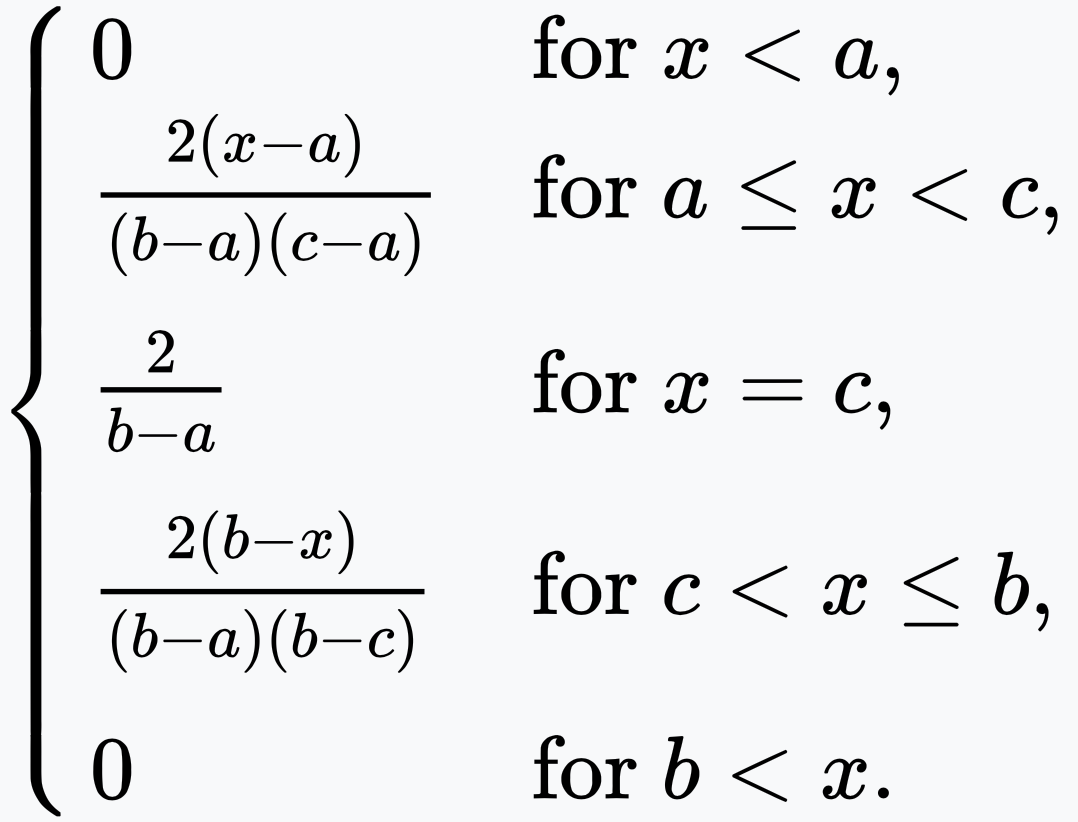 0 for x < a,
2(x−a)/((b−a)(c−a)) for a ≤ x < c,
2/(b−a) for x = c,
2(b−x)/((b−a)(b−c)) for c < x ≤ b,
0 for b < x.